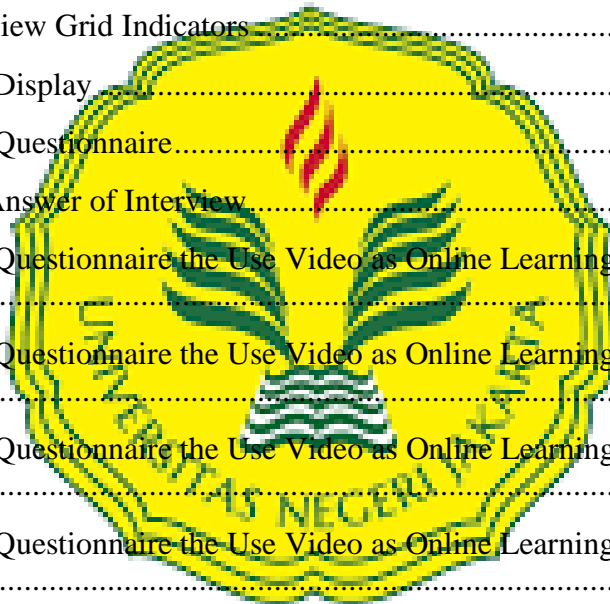 iew Grid Indicators ........................................
Display........................................................
Questionnaire..............................................
Answer of Interview.....................................
Questionnaire the Use Video as Online Learning
.....................................................................
Questionnaire the Use Video as Online Learning
.....................................................................
Questionnaire the Use Video as Online Learning
.....................................................................
Questionnaire the Use Video as Online Learning
.....................................................................
UNIVERSITAS NEGERI JAKARTA